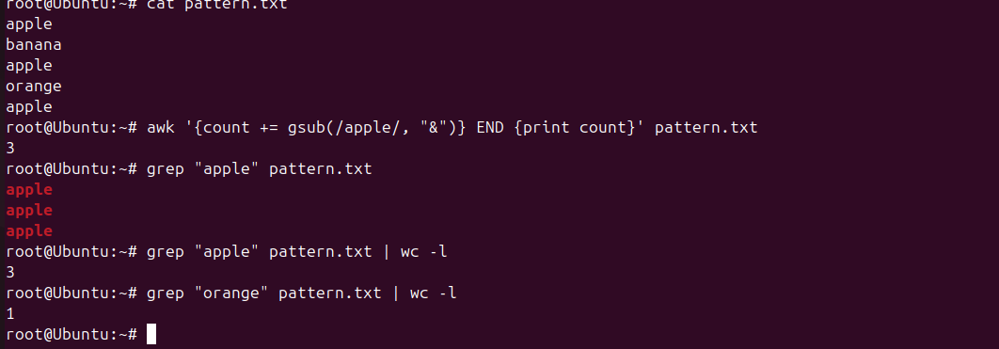 root@Ubuntu:~# cat pattern.txt
apple
banana
apple
orange
apple
root@Ubuntu:~# awk '{count += gsub(/apple/, "&")} END {print count}' pattern.txt
3
root@Ubuntu:~# grep "apple" pattern.txt
apple
apple
apple
root@Ubuntu:~# grep "apple" pattern.txt | wc -l
3
root@Ubuntu:~# grep "orange" pattern.txt | wc -l
1
root@Ubuntu:~#